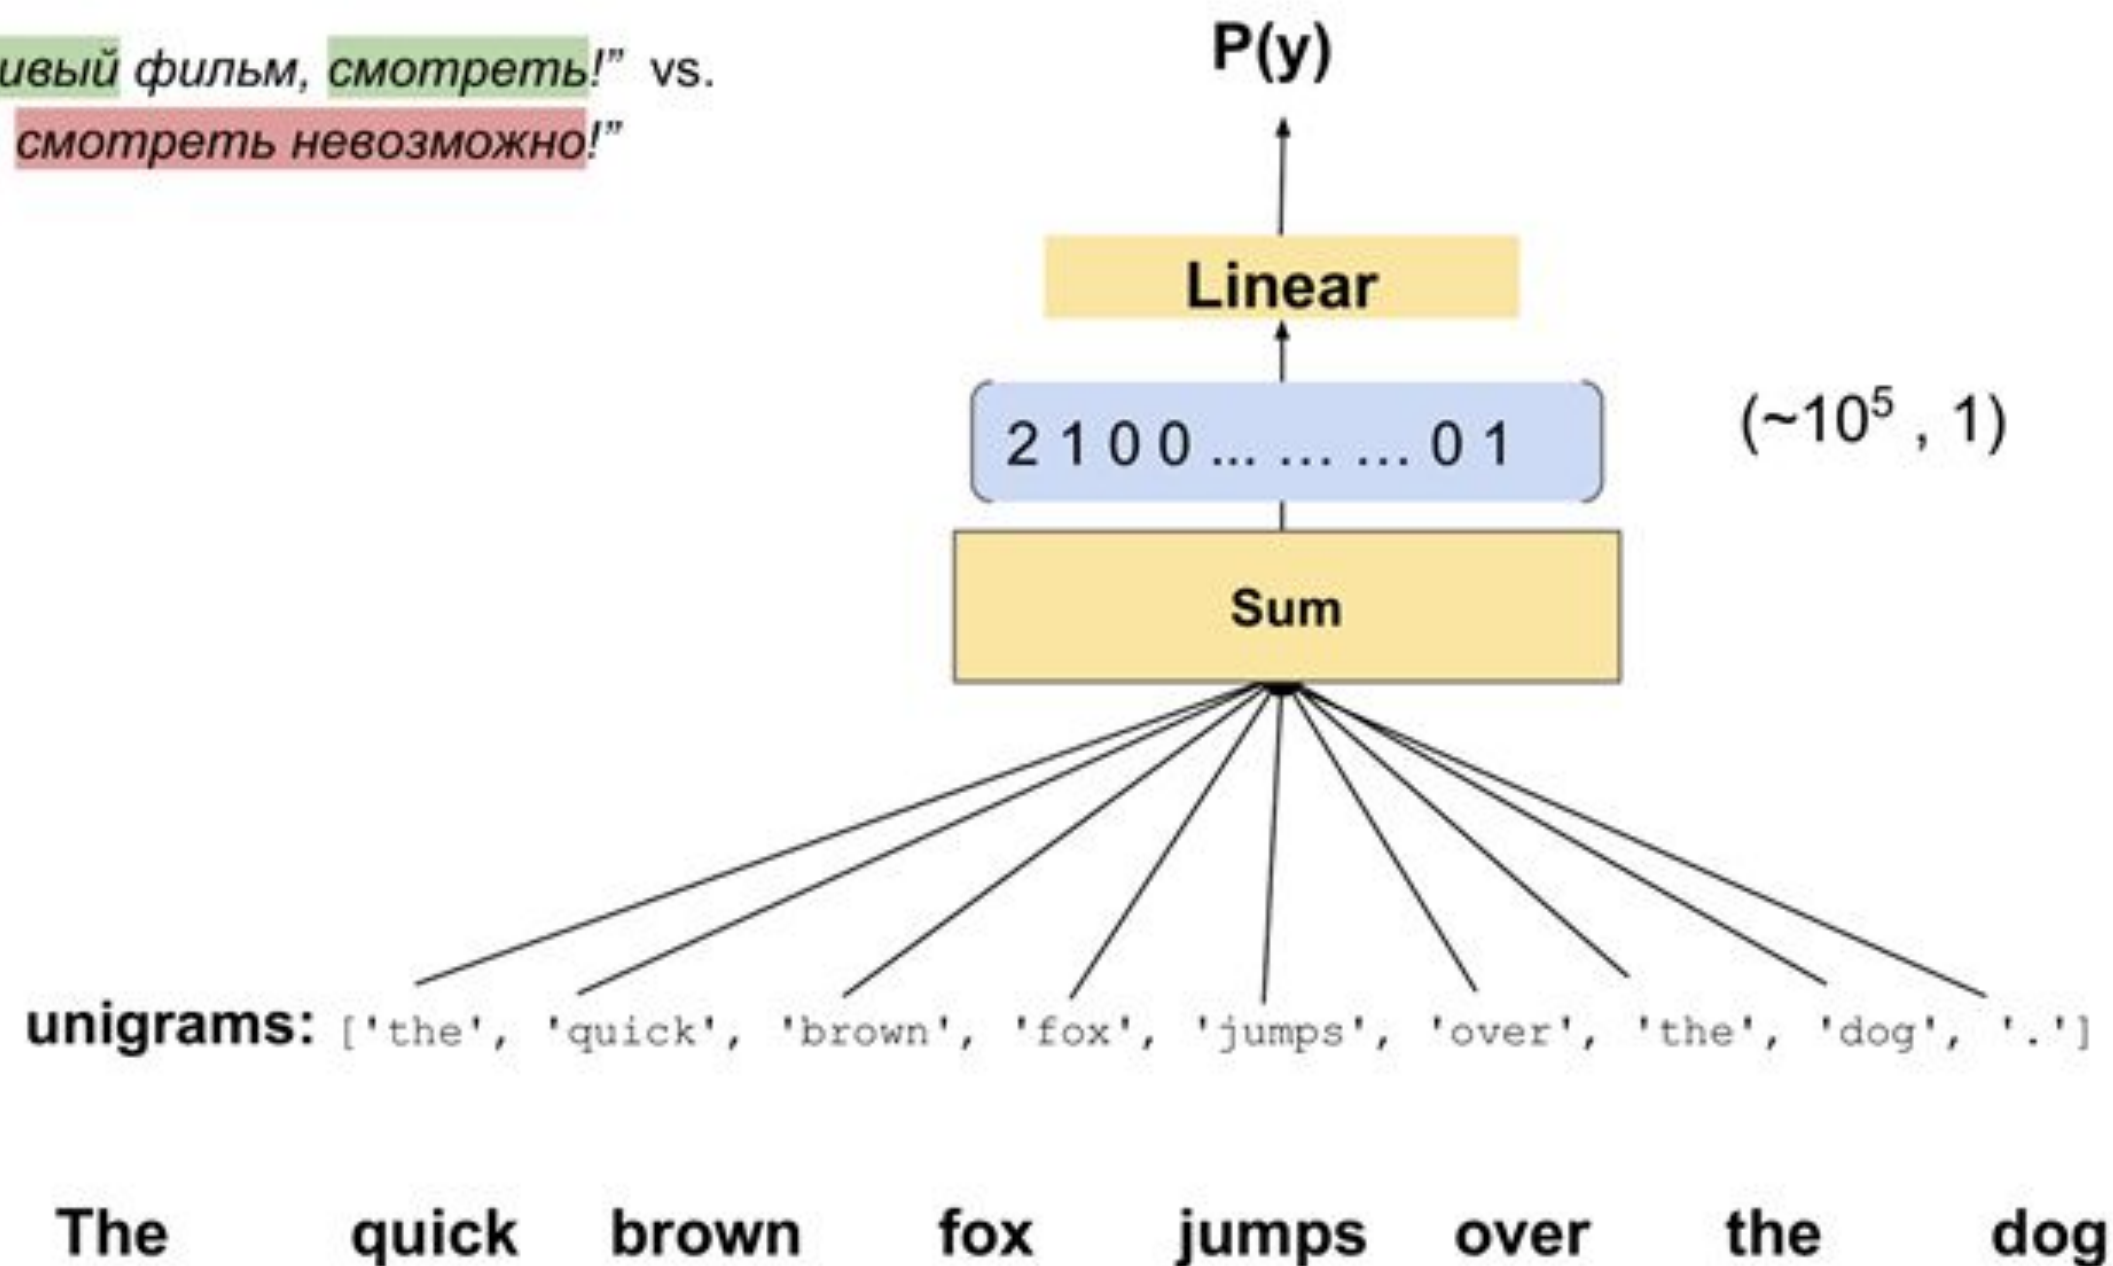 ивый фильм, смотреть!” vs.
смотреть невозможно!”
P(y)
Linear
2 1 0 0 ... ... ... 0 1
(~10⁵ , 1)
Sum
unigrams: ['the', 'quick', 'brown', 'fox', 'jumps', 'over', 'the', 'dog', '.']
The quick brown fox jumps over the dog